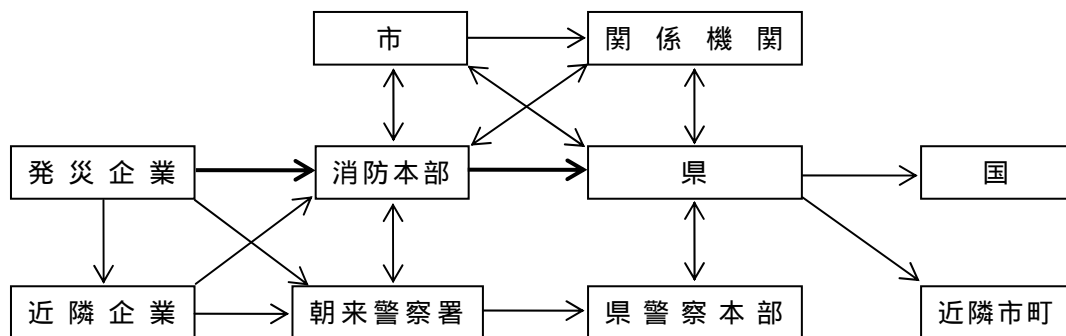 市
関係機関
発災企業
消防本部
県
国
近隣企業
朝来警察署
県警察本部
近隣市町